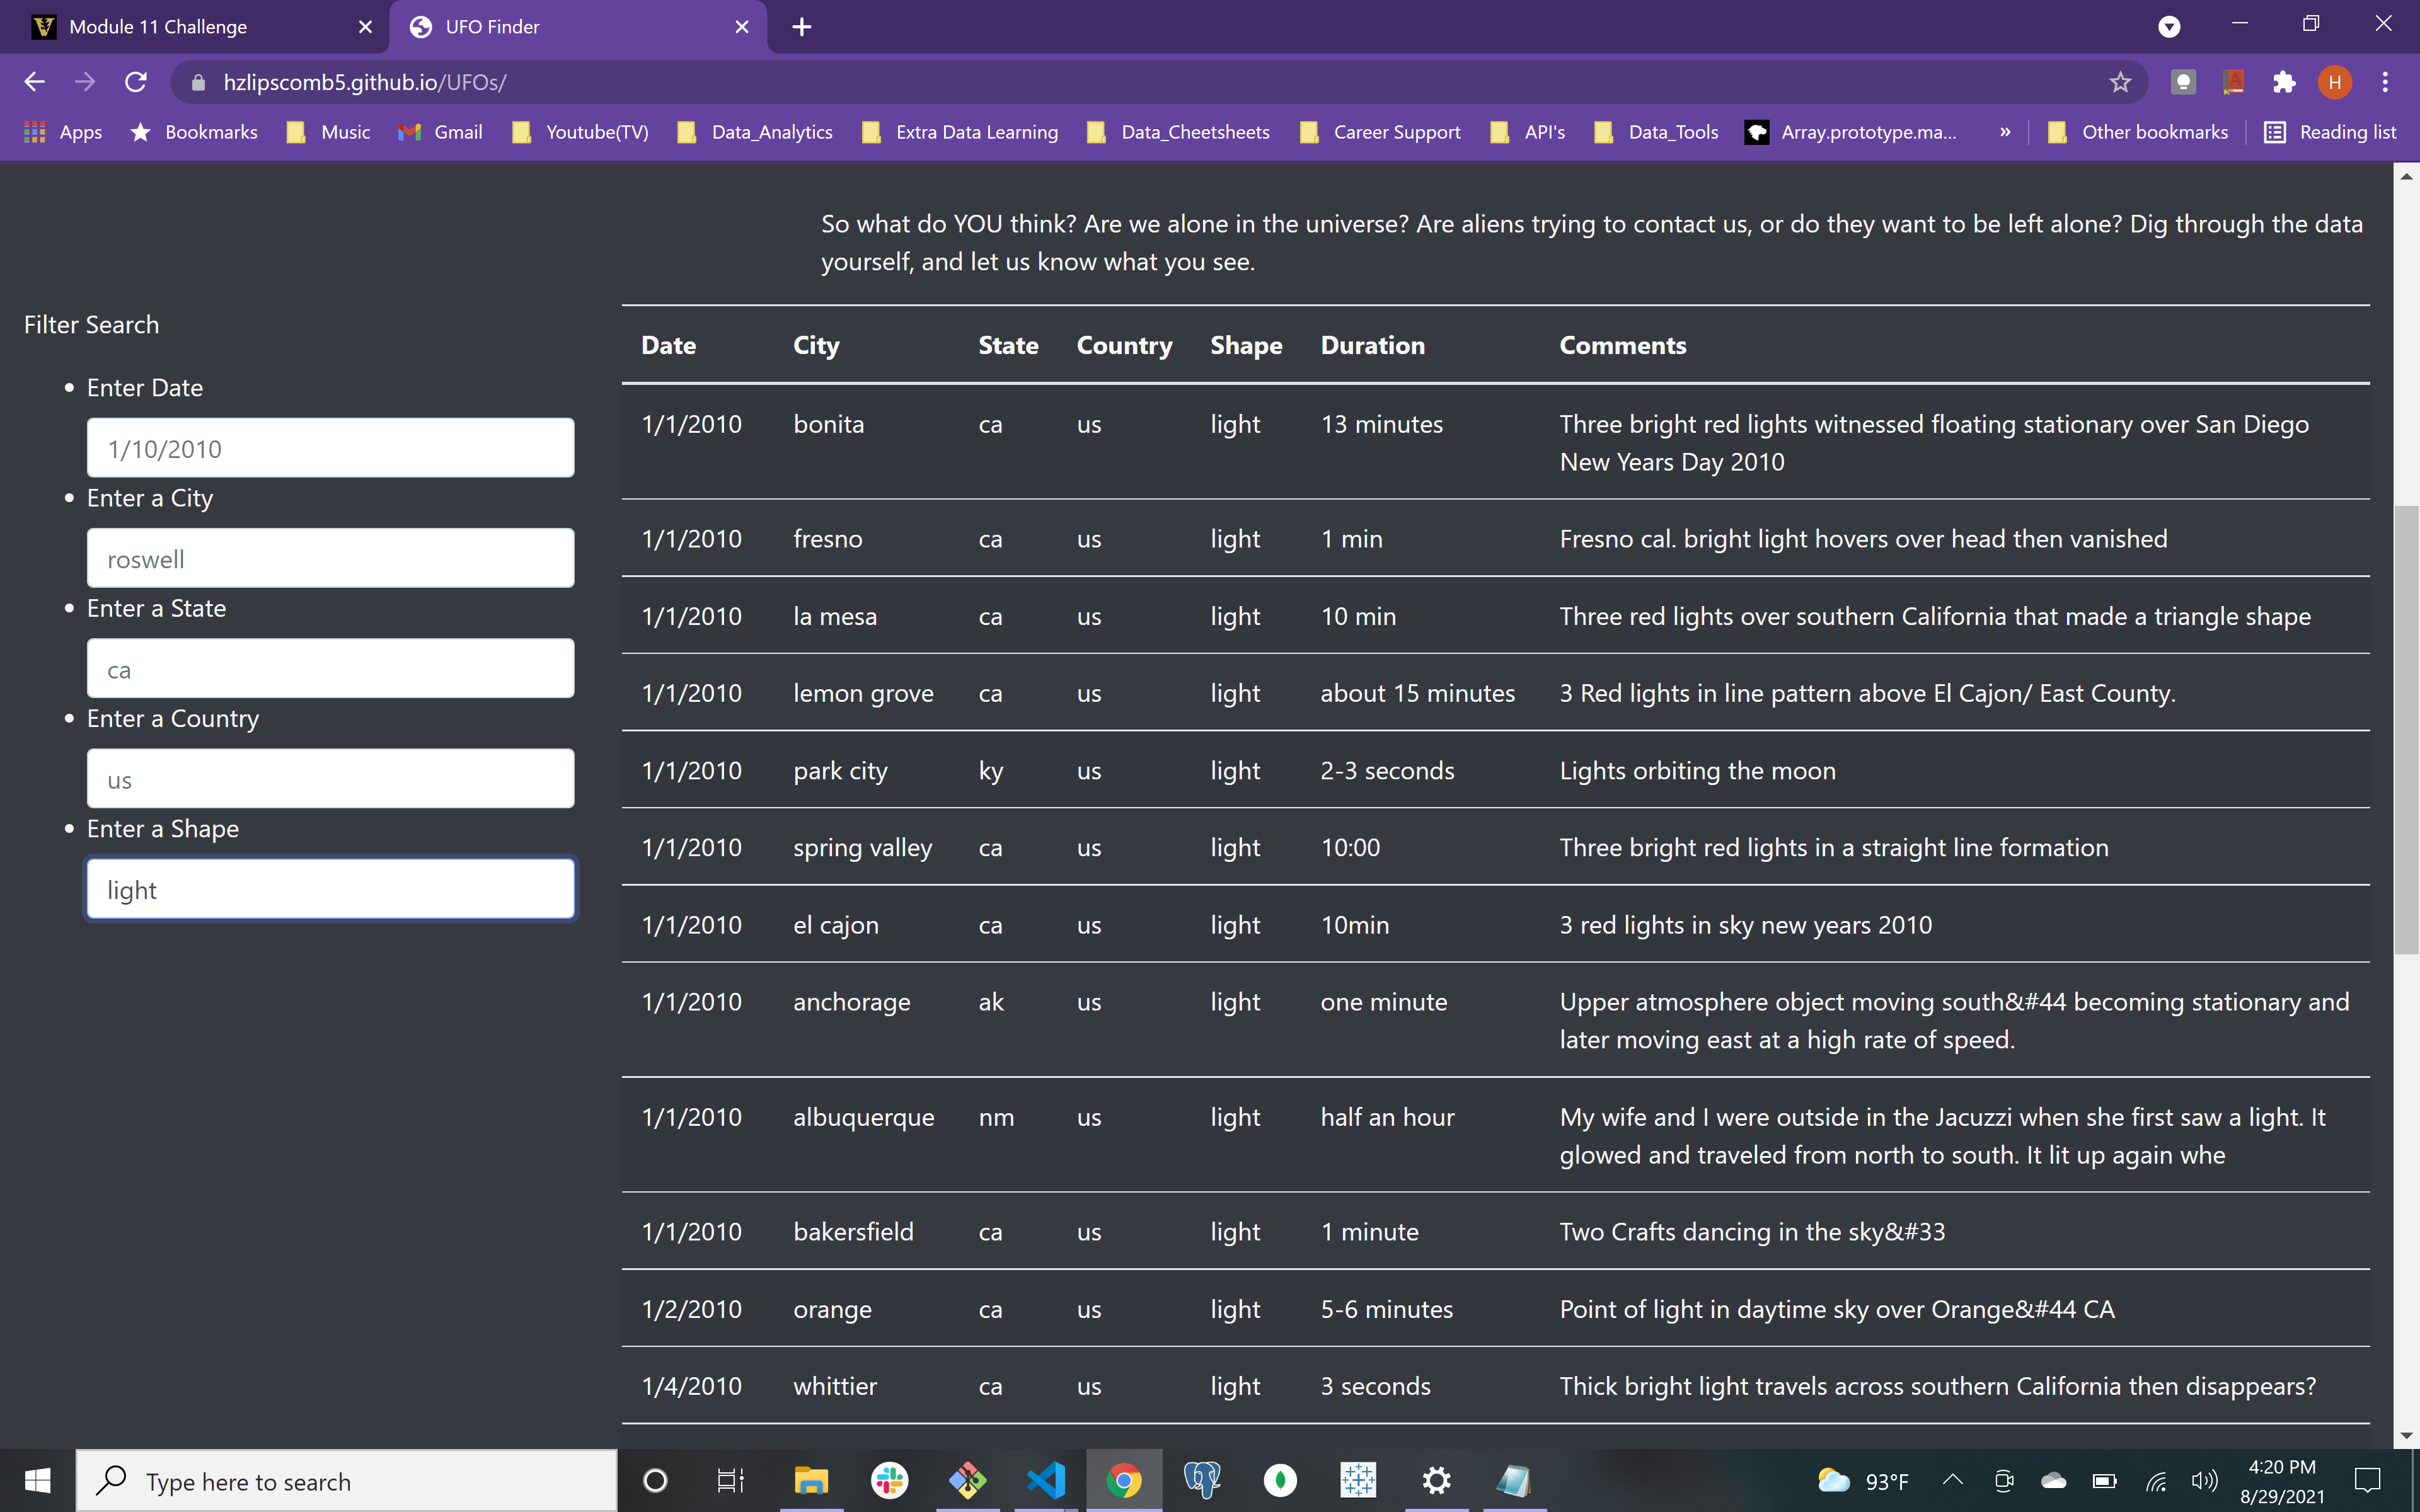 Module 11 Challenge
UFO Finder
hzlipscomb5.github.io/UFOs/
H
Apps
Bookmarks
Music
Gmail
Youtube(TV)
Data_Analytics
Extra Data Learning
Data_Cheetsheets
Career Support
API's
Data_Tools
Array.prototype.ma...
»
Other bookmarks
Reading list
So what do YOU think? Are we alone in the universe? Are aliens trying to contact us, or do they want to be left alone? Dig through the data
yourself, and let us know what you see.
Filter Search
Enter Date
1/10/2010
Enter a City
roswell
Enter a State
ca
Enter a Country
us
Enter a Shape
light
Date City State Country Shape Duration Comments
1/1/2010 bonita ca us light 13 minutes Three bright red lights witnessed floating stationary over San Diego
New Years Day 2010
1/1/2010 fresno ca us light 1 min Fresno cal. bright light hovers over head then vanished
1/1/2010 la mesa ca us light 10 min Three red lights over southern California that made a triangle shape
1/1/2010 lemon grove ca us light about 15 minutes 3 Red lights in line pattern above El Cajon/ East County.
1/1/2010 park city ky us light 2-3 seconds Lights orbiting the moon
1/1/2010 spring valley ca us light 10:00 Three bright red lights in a straight line formation
1/1/2010 el cajon ca us light 10min 3 red lights in sky new years 2010
1/1/2010 anchorage ak us light one minute Upper atmosphere object moving south&#44 becoming stationary and
later moving east at a high rate of speed.
1/1/2010 albuquerque nm us light half an hour My wife and I were outside in the Jacuzzi when she first saw a light. It
glowed and traveled from north to south. It lit up again whe
1/1/2010 bakersfield ca us light 1 minute Two Crafts dancing in the sky&#33
1/2/2010 orange ca us light 5-6 minutes Point of light in daytime sky over Orange&#44 CA
1/4/2010 whittier ca us light 3 seconds Thick bright light travels across southern California then disappears?
Type here to search
93°F
4:20 PM
8/29/2021